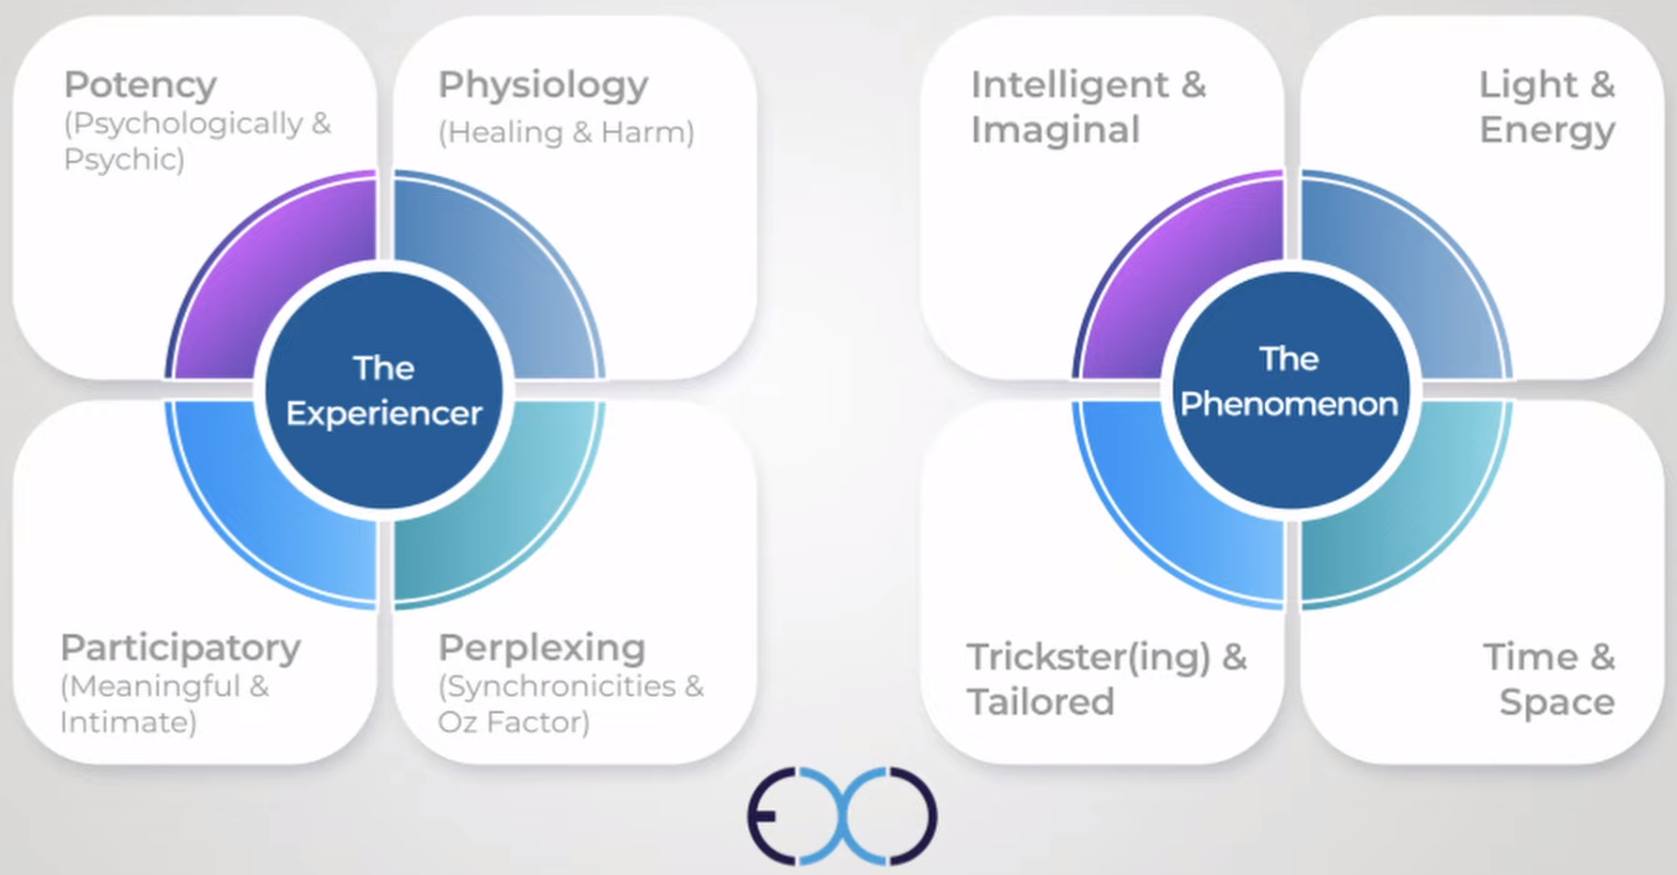 Potency
(Psychologically &
Psychic)
Physiology
(Healing & Harm)
The
Experiencer
Participatory
(Meaningful &
Intimate)
Perplexing
(Synchronicities &
Oz Factor)
Intelligent &
Imaginal
Light &
Energy
The
Phenomenon
Trickster(ing) &
Tailored
Time &
Space
EXO